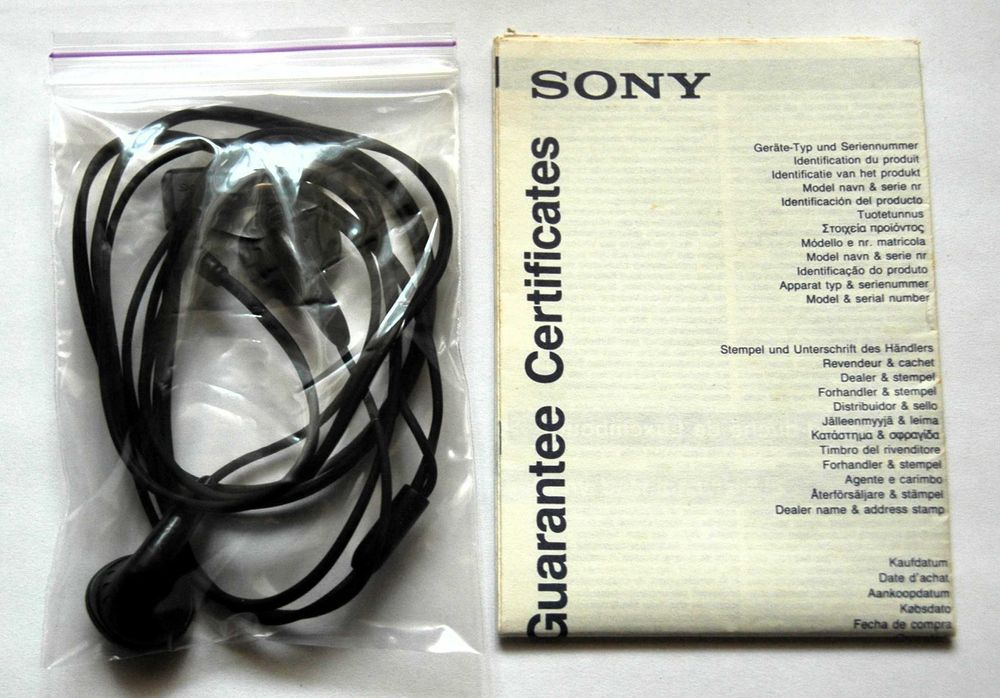 SONY
Guarantee Certificates
Geräte-Typ und Seriennummer
Identification du produit
Identificatie van het produkt
Model navn & serie nr
Identificación del producto
Tuotetunnus
Στοιχεία προϊόντος
Módello e nr. matricola
Model navn & serie nr
Identificação do produto
Apparat typ & serienummer
Model & serial number
Stempel und Unterschrift des Händlers
Revendeur & cachet
Dealer & stempel
Forhandler & stempel
Distribuidor & sello
Jälleenmyyjä & leima
Κατάστημα & σφραγίδα
Timbro del rivenditore
Forhandler & stempel
Agente e carimbo
Återförsäljare & stämpel
Dealer name & address stamp
Kaufdatum
Date d'achat
Aankoopdatum
Købsdato
Fecha de compra